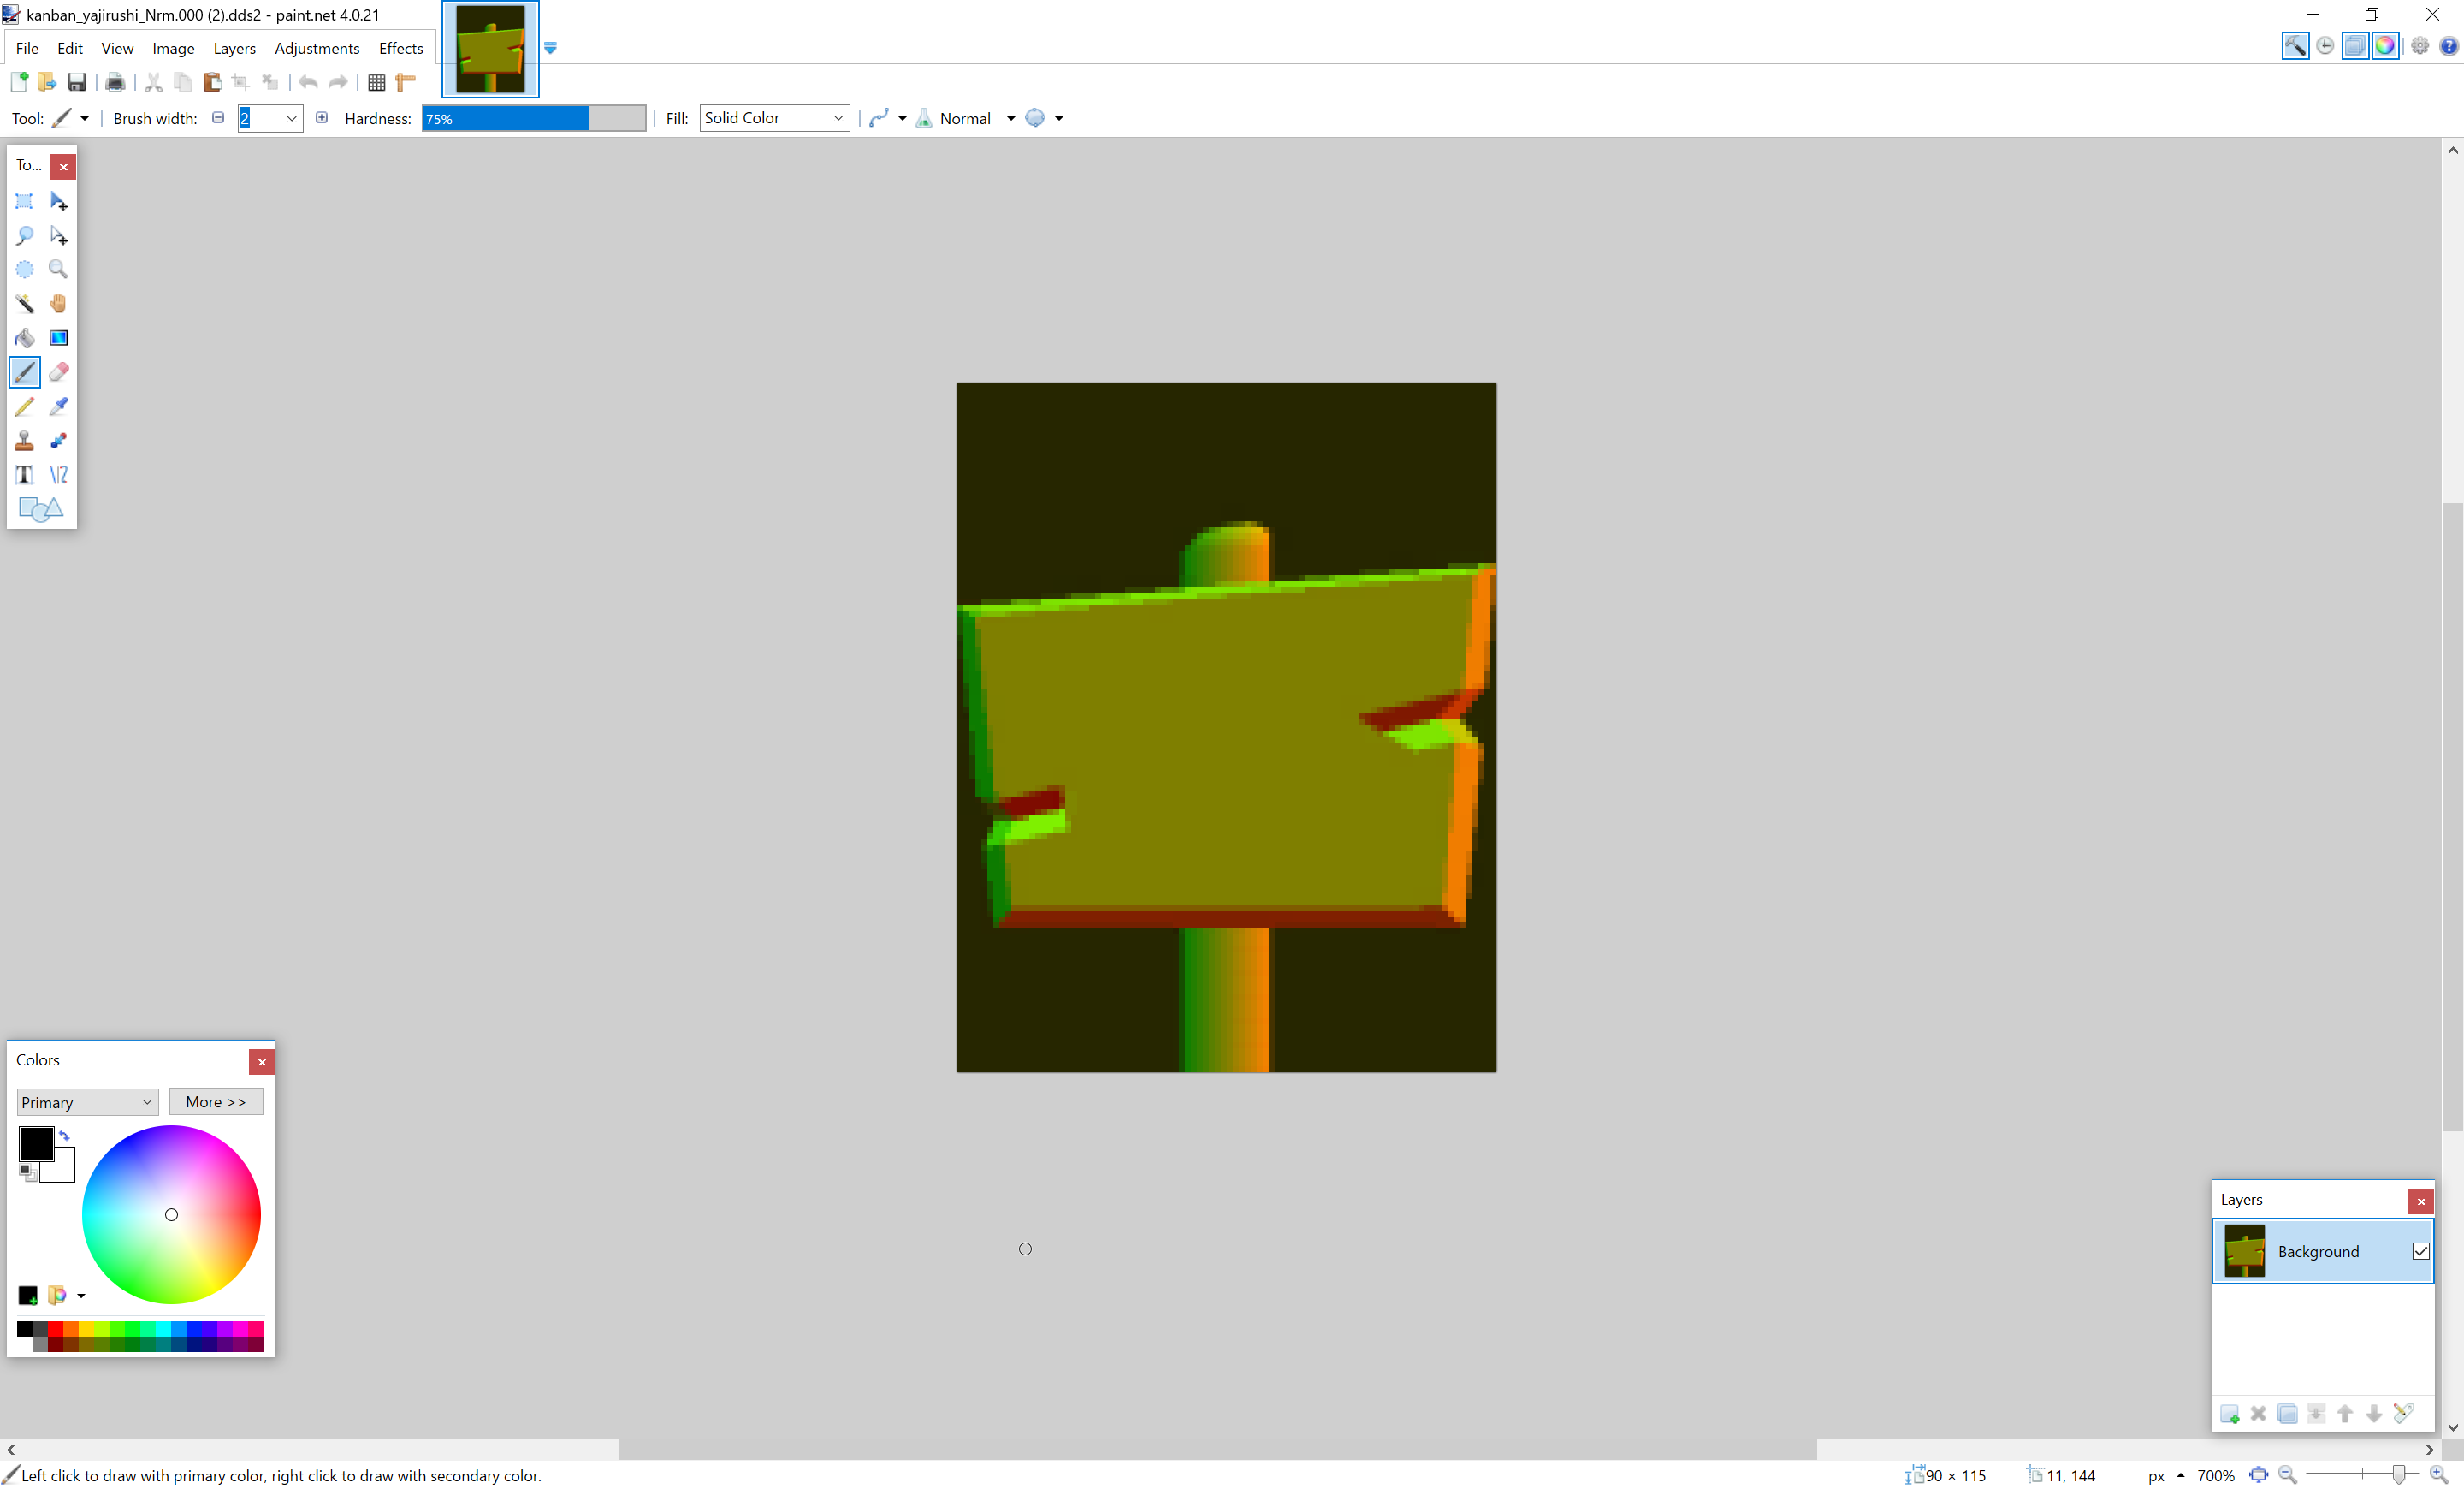 kanban_yajirushi_Nrm.000 (2).dds2 - paint.net 4.0.21
File Edit View Image Layers Adjustments Effects
Tool: Brush width: 2 Hardness: 75% Fill: Solid Color Normal
To...
Colors
Primary More >>
Layers
Background
Left click to draw with primary color, right click to draw with secondary color. 90 × 115 11, 144 px 700%